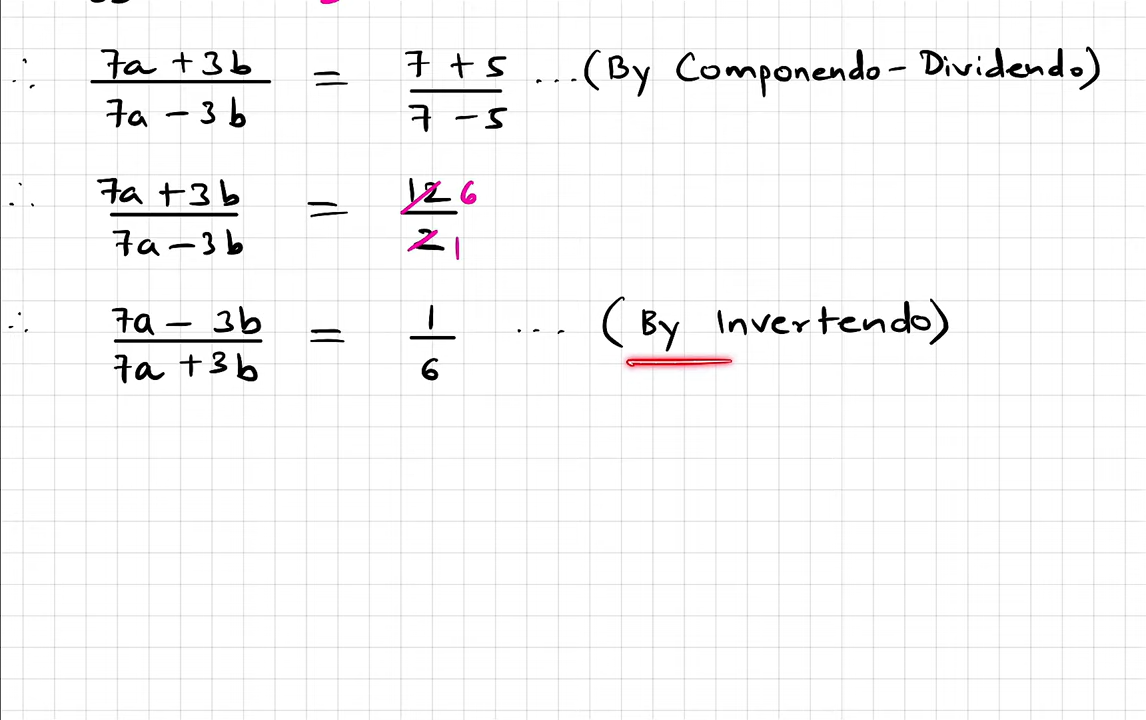 ∴ (7a + 3b)/(7a − 3b) = (7 + 5)/(7 − 5) ... (By Componendo - Dividendo)
∴ (7a + 3b)/(7a − 3b) = 12/2 6/1
∴ (7a − 3b)/(7a + 3b) = 1/6 ... (By Invertendo)